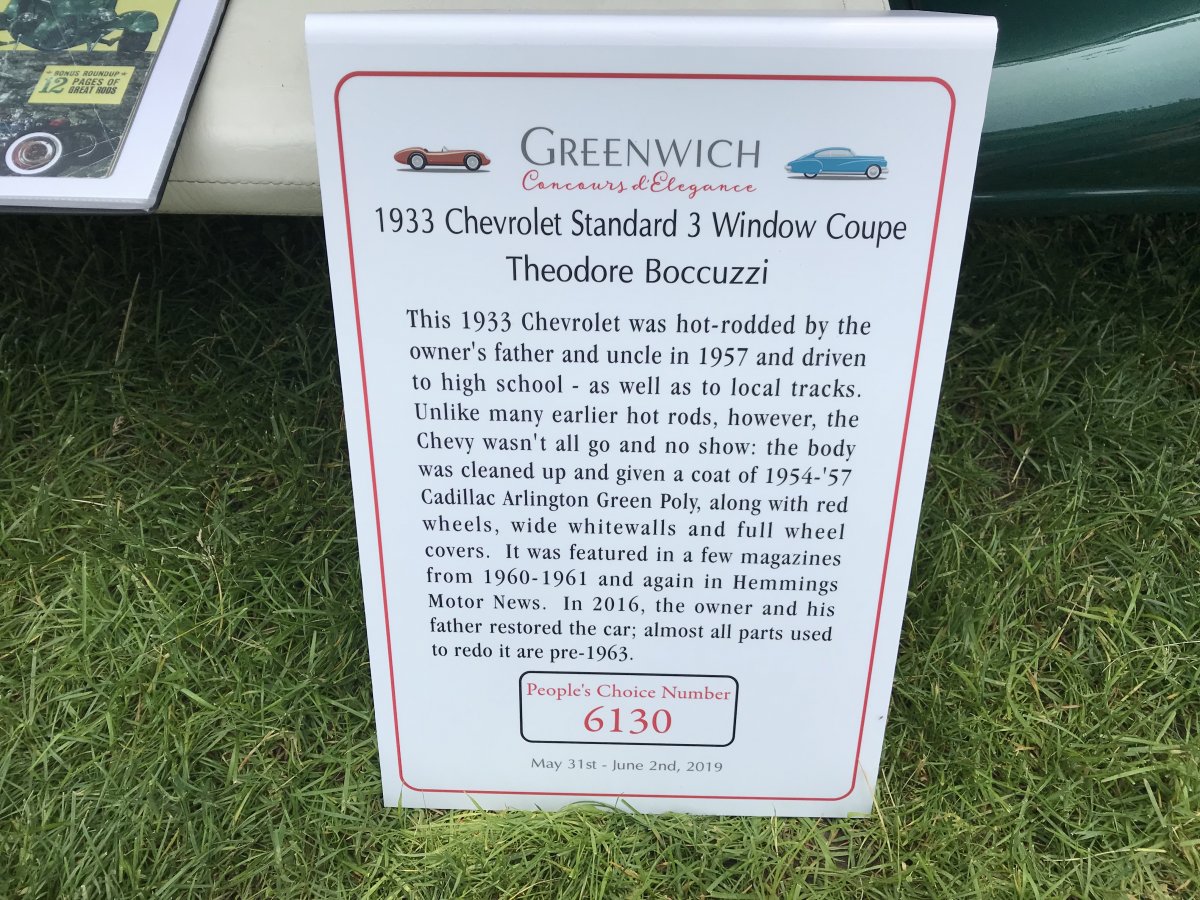 BONUS ROUNDUP
12 PAGES OF
GREAT RODS
GREENWICH
Concours d'Elegance
1933 Chevrolet Standard 3 Window Coupe
Theodore Boccuzzi
This 1933 Chevrolet was hot-rodded by the
owner's father and uncle in 1957 and driven
to high school - as well as to local tracks.
Unlike many earlier hot rods, however, the
Chevy wasn't all go and no show: the body
was cleaned up and given a coat of 1954-'57
Cadillac Arlington Green Poly, along with red
wheels, wide whitewalls and full wheel
covers. It was featured in a few magazines
from 1960-1961 and again in Hemmings
Motor News. In 2016, the owner and his
father restored the car; almost all parts used
to redo it are pre-1963.
People's Choice Number
6130
May 31st - June 2nd, 2019